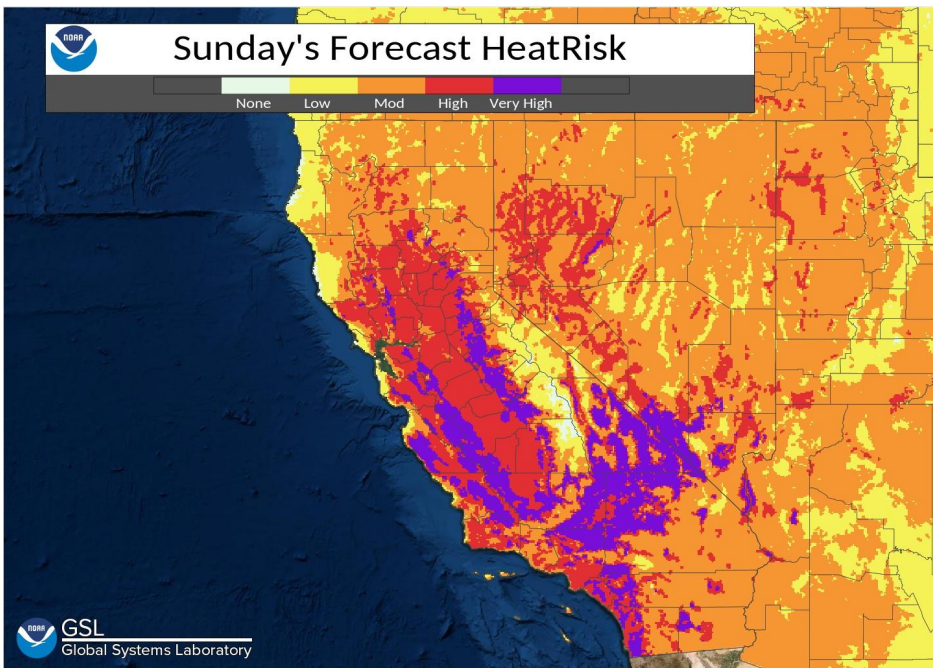 NOAA
Sunday's Forecast HeatRisk
None Low Mod High Very High
NOAA
GSL
Global Systems Laboratory